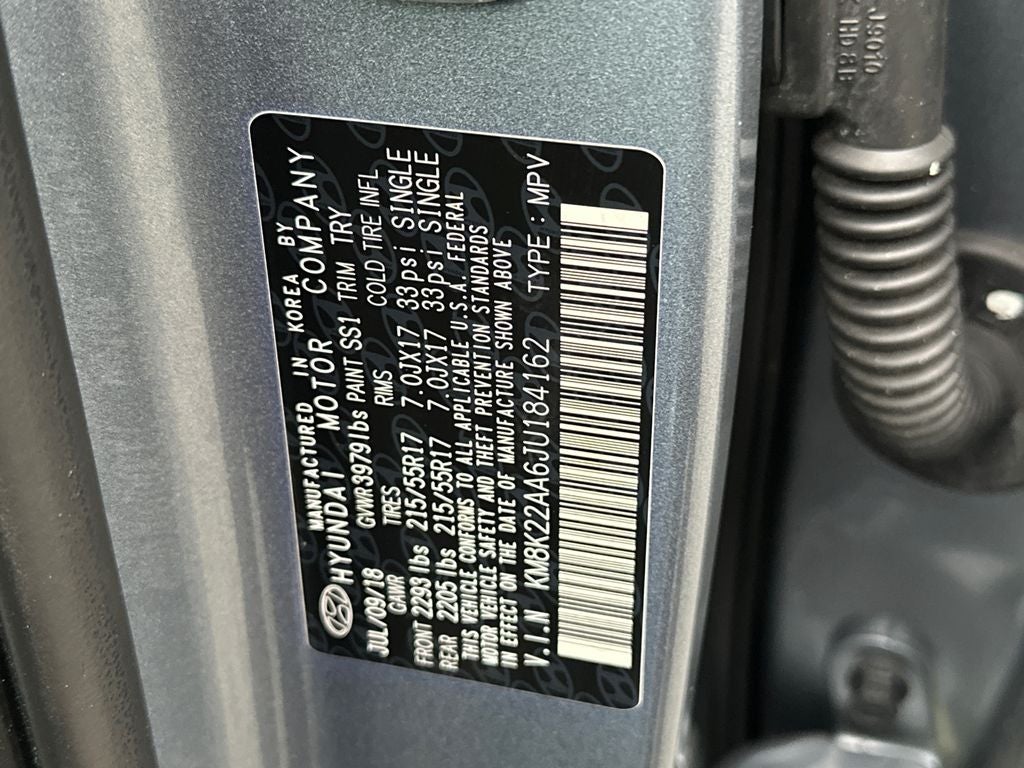 MANUFACTURED IN KOREA BY
HYUNDAI MOTOR COMPANY
JUL/09/18 GVWR 3979 lbs PAINT SS1 TRIM TRY
GAWR TIRES RIMS COLD TIRE INFL
FRONT 2293 lbs 215/55R17 7.0JX17 33psi SINGLE
REAR 2205 lbs 215/55R17 7.0JX17 33psi SINGLE
THIS VEHICLE CONFORMS TO ALL APPLICABLE U.S.A. FEDERAL
MOTOR VEHICLE SAFETY AND THEFT PREVENTION STANDARDS
IN EFFECT ON THE DATE OF MANUFACTURE SHOWN ABOVE
V.I.N KM8K22AA6JU184162 TYPE : MPV
J9010